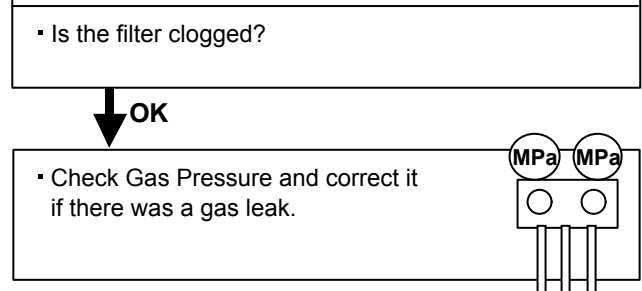 ▪ Is the filter clogged?
OK
MPa MPa
▪ Check Gas Pressure and correct it
if there was a gas leak.